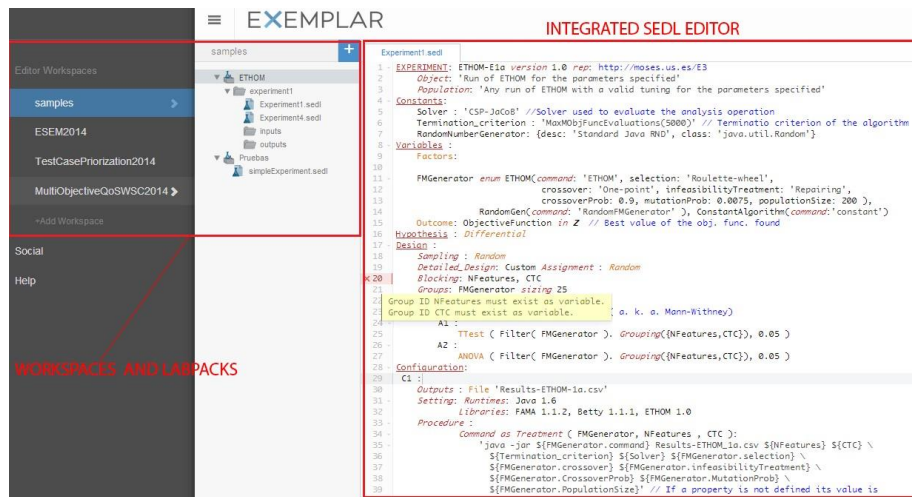 EXEMPLAR
INTEGRATED SEDL EDITOR
Editor Workspaces
samples
ESEM2014
TestCasePriorization2014
MultiObjectiveQoSWSC2014
+Add Workspace
Social
Help
WORKSPACES AND LABPACKS
samples
+
ETHOM
experiment1
Experiment1.sedl
Experiment4.sedl
inputs
outputs
Pruebas
simpleExperiment.sedl
Experiment1.sedl
1 EXPERIMENT: ETHOM-E1a version 1.0 rep: http://moses.us.es/E3
2 Object: 'Run of ETHOM for the parameters specified'
3 Population: 'Any run of ETHOM with a valid tuning for the parameters specified'
4 Constants:
5 Solver : 'CSP-JaCoB' //Solver used to evaluate the analysis operation
6 Termination_criterion : 'MaxMObjFuncEvaluations(5000)' // Terminatio criterion of the algorithm
7 RandomNumberGenerator: {desc: 'Standard Java RND', class: 'java.util.Random'}
8 Variables :
9 Factors:
10
11 FMGenerator enum ETHOM(command: 'ETHOM', selection: 'Roulette-wheel',
12 crossover: 'One-point', infeasibilityTreatment: 'Repairing',
13 crossoverProb: 0.9, mutationProb: 0.0075, populationSize: 200 ),
14 RandomGen(command: 'RandomFMGenerator' ), ConstantAlgorithm(command:'constant')
15 Outcome: ObjectiveFunction in Z // Best value of the obj. func. found
16 Hypothesis : Differential
17 Design :
18 Sampling : Random
19 Detailed_Design: Custom Assignment : Random
20 Blocking: NFeatures, CTC
21 Groups: FMGenerator sizing 25
22 Group ID NFeatures must exist as variable.
23 Group ID CTC must exist as variable. ( a. k. a. Mann-Withney)
24 A1 :
25 TTest ( Filter( FMGenerator ). Grouping({NFeatures,CTC}), 0.05 )
26 A2 :
27 ANOVA ( Filter( FMGenerator ). Grouping({NFeatures,CTC}), 0.05 )
28 Configuration:
29 C1 :
30 Outputs : File 'Results-ETHOM-1a.csv'
31 Setting: Runtimes: Java 1.6
32 Libraries: FAMA 1.1.2, Betty 1.1.1, ETHOM 1.0
33 Procedure :
34 Command as Treatment ( FMGenerator, NFeatures , CTC ):
35 'java -jar ${FMGenerator.command} Results-ETHOM_1a.csv ${NFeatures} ${CTC} \
36 ${Termination_criterion} ${Solver} ${FMGenerator.selection} \
37 ${FMGenerator.crossover} ${FMGenerator.infeasibilityTreatment} \
38 ${FMGenerator.CrossoverProb} ${FMGenerator.MutationProb} \
39 ${FMGenerator.PopulationSize}' // If a property is not defined its value is